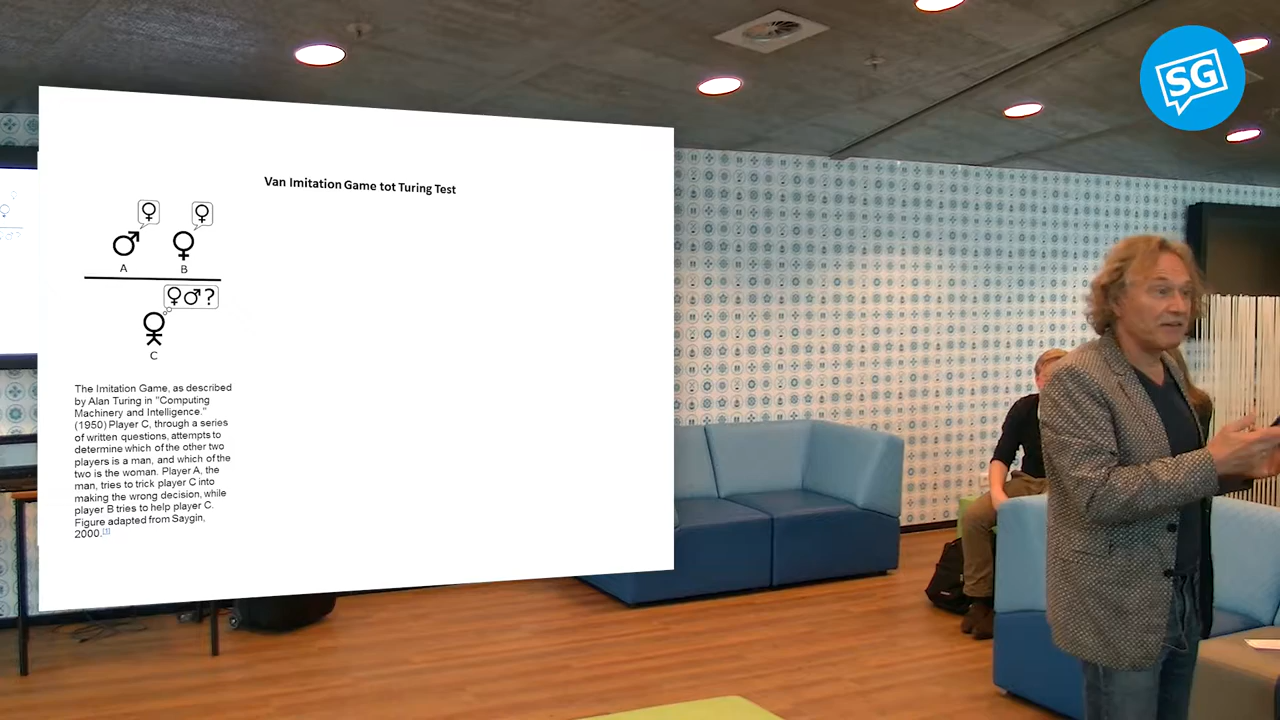 SG
Van Imitation Game tot Turing Test
A
B
?
C
The Imitation Game, as described
by Alan Turing in "Computing
Machinery and Intelligence."
(1950) Player C, through a series
of written questions, attempts to
determine which of the other two
players is a man, and which of the
two is the woman. Player A, the
man, tries to trick player C into
making the wrong decision, while
player B tries to help player C.
Figure adapted from Saygin,
2000.[1]